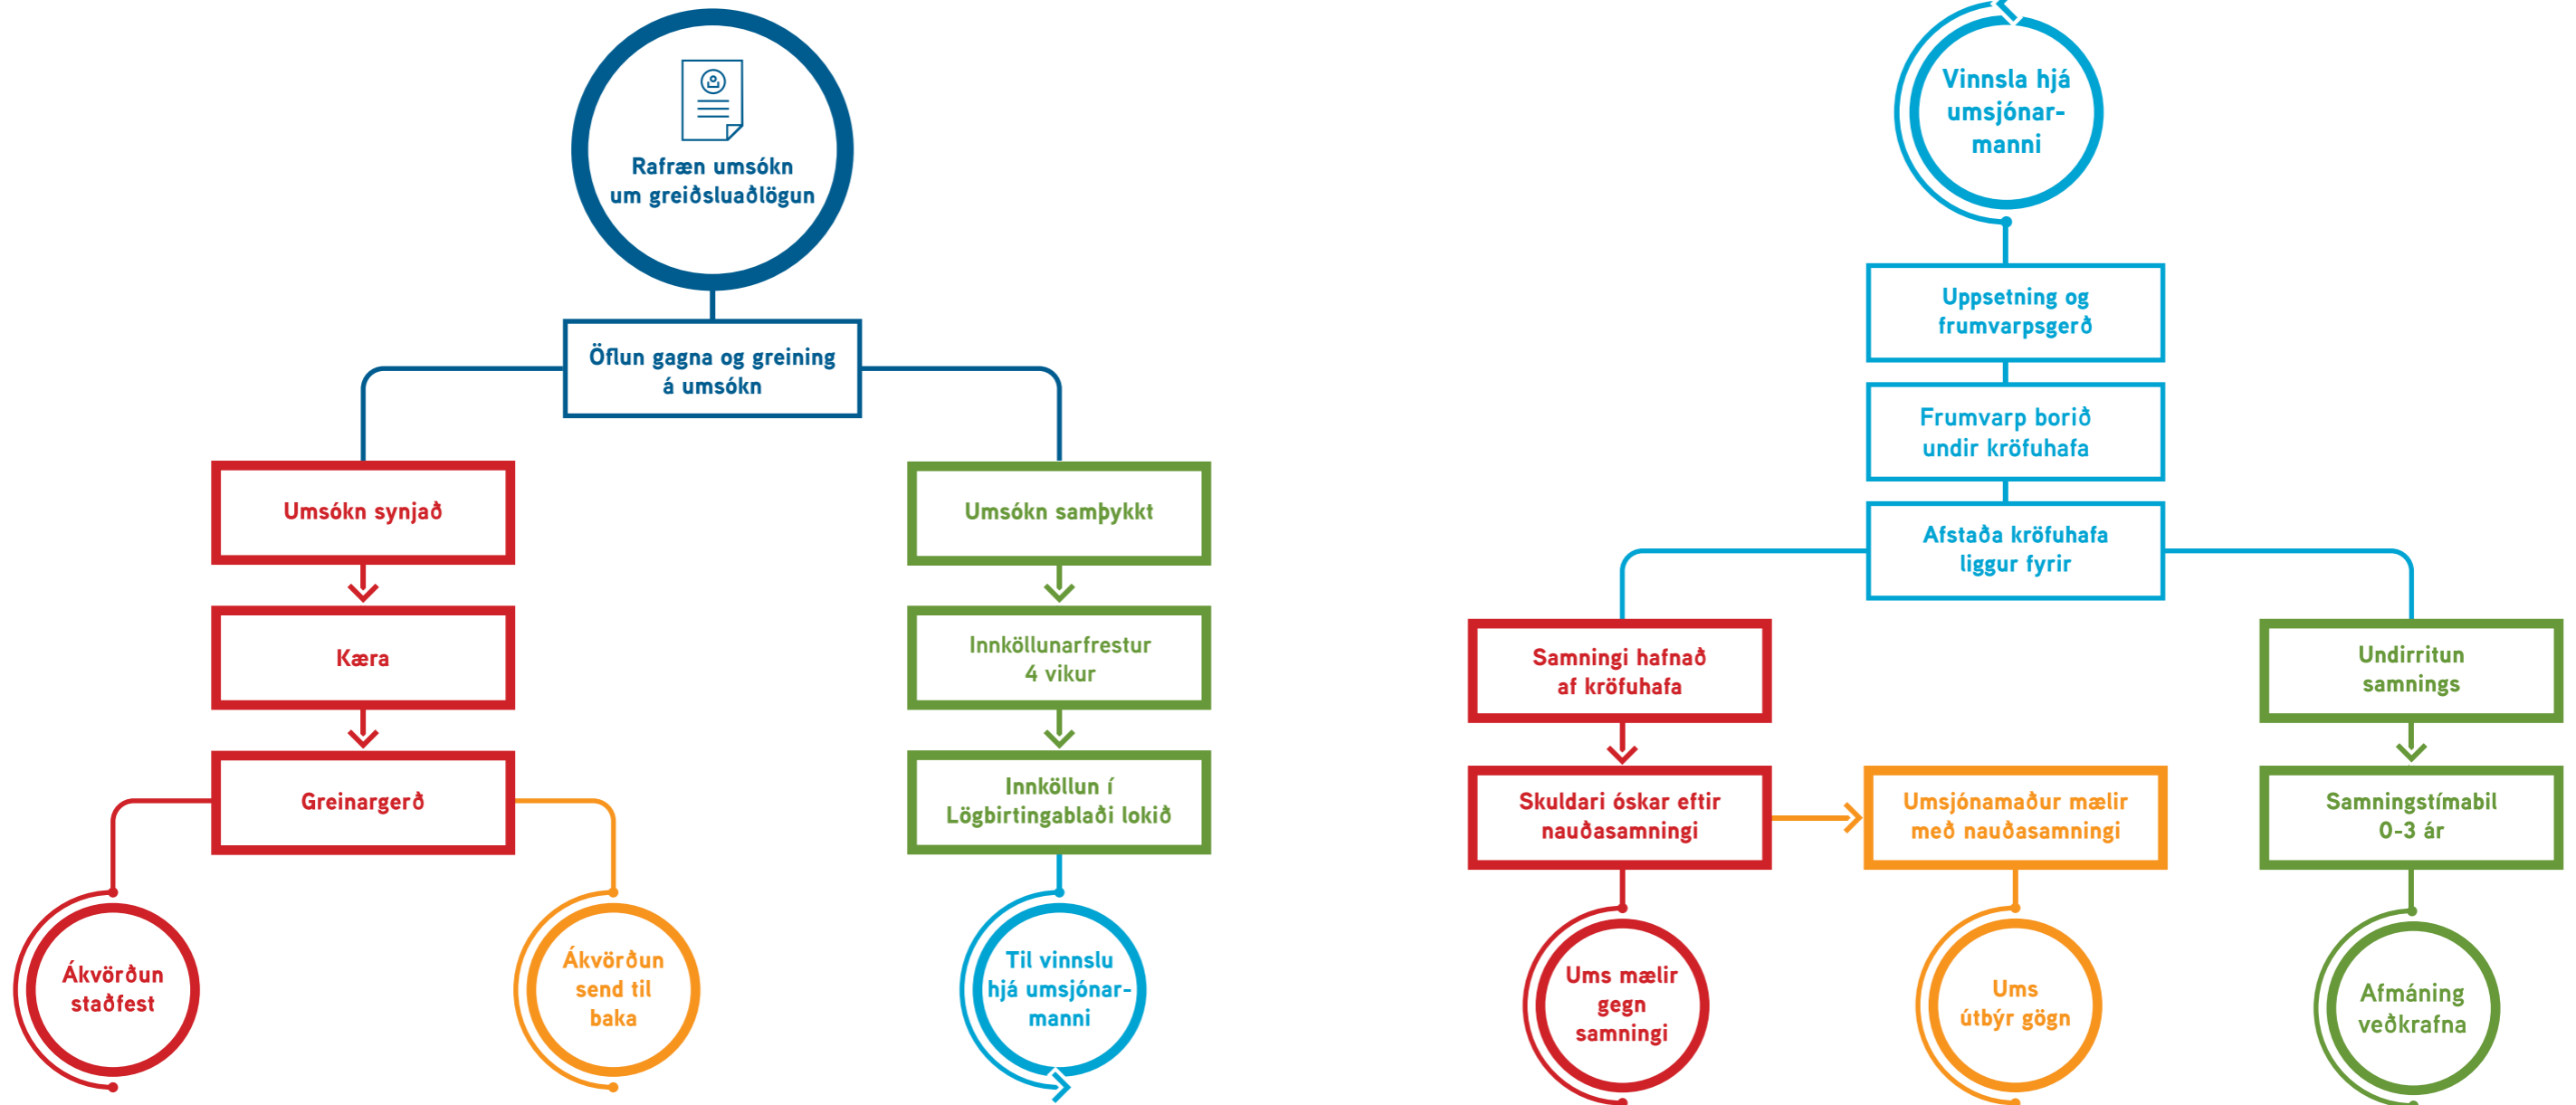 Rafræn umsókn
um greiðsluaðlögun
Öflun gagna og greining
á umsókn
Umsókn synjað
Kæra
Greinargerð
Ákvörðun
staðfest
Ákvörðun
send til
baka
Umsókn samþykkt
Innköllunarfrestur
4 vikur
Innköllun í
Lögbirtingablaði lokið
Til vinnslu
hjá umsjónar-
manni
Vinnsla hjá
umsjónar-
manni
Uppsetning og
frumvarpsgerð
Frumvarp borið
undir kröfuhafa
Afstaða kröfuhafa
liggur fyrir
Samningi hafnað
af kröfuhafa
Skuldari óskar eftir
nauðasamningi
Ums mælir
gegn
samningi
Umsjónamaður mælir
með nauðasamningi
Ums
útbýr gögn
Undirritun
samnings
Samningstímabil
0-3 ár
Afmáning
veðkrafna